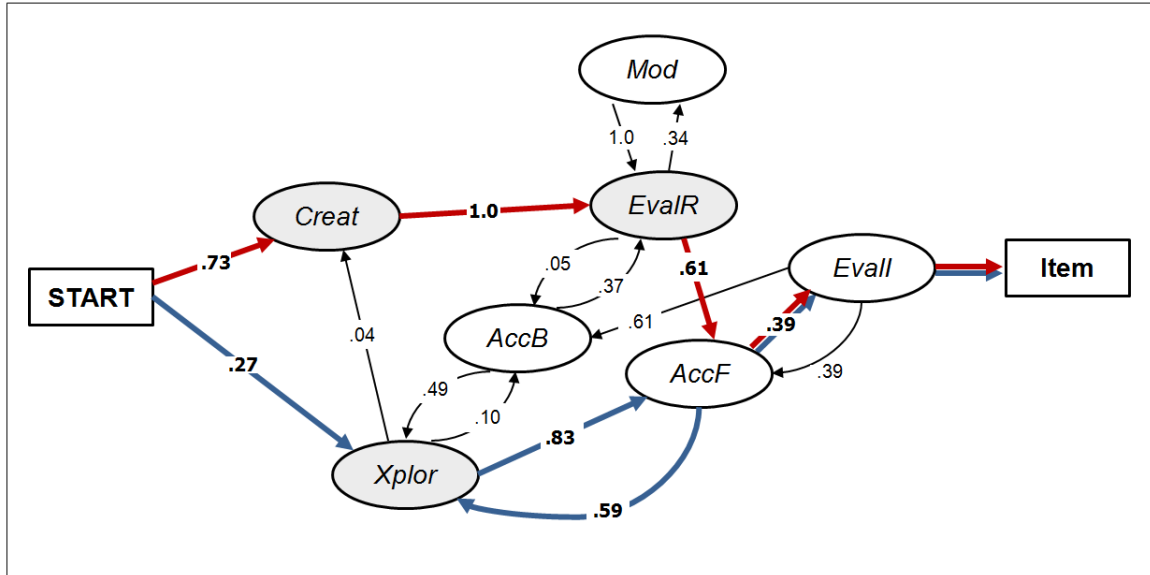 Mod
1.0
.34
Creat
1.0
EvalR
.73
.05
.37
.61
EvalI
Item
START
.61
.04
AccB
.39
.27
AccF
.39
.49
.10
.83
Xplor
.59